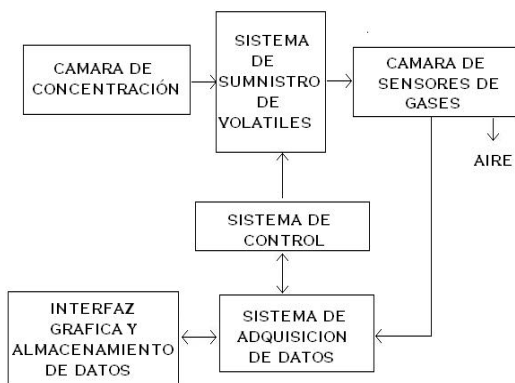 CAMARA DE
CONCENTRACIÓN
SISTEMA
DE
SUMNISTRO
DE
VOLATILES
CAMARA DE
SENSORES DE
GASES
AIRE
SISTEMA DE
CONTROL
INTERFAZ
GRAFICA Y
ALMACENAMIENTO
DE DATOS
SISTEMA DE
ADQUISICION
DE DATOS